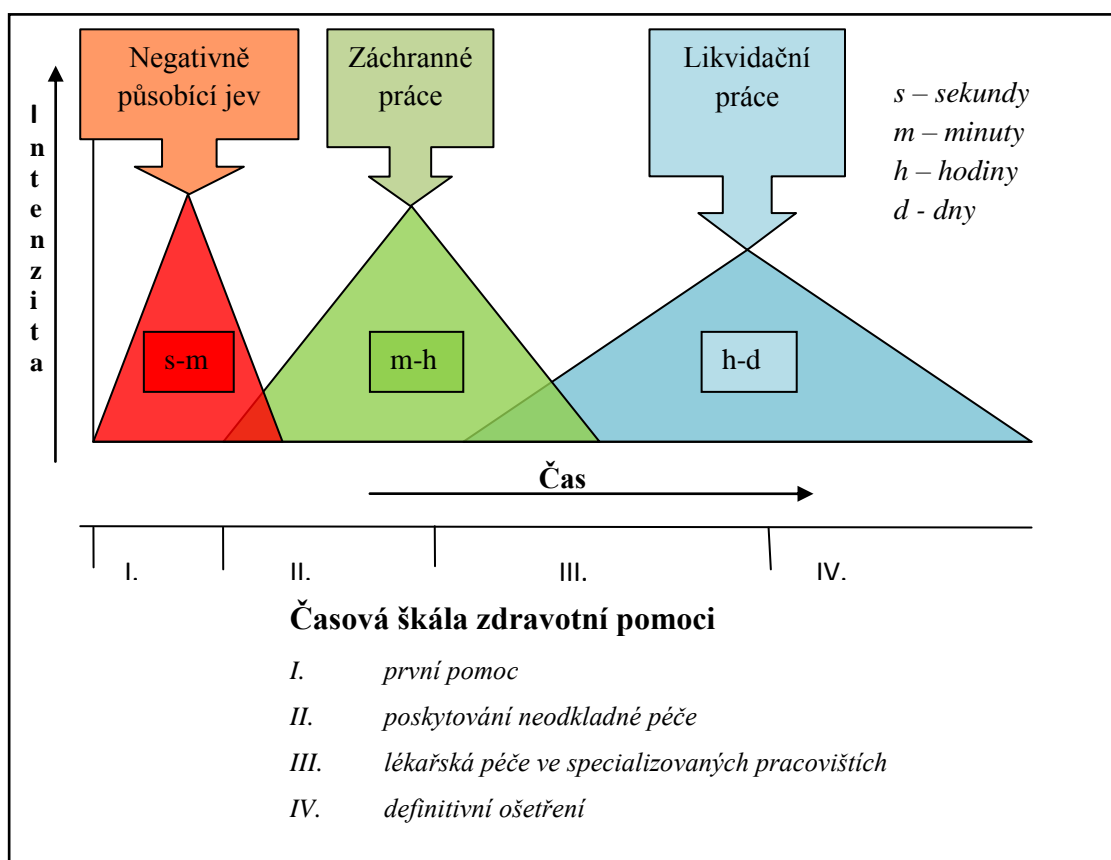 Negativně
působící jev
Záchranné
práce
Likvidační
práce
s – sekundy
m – minuty
h – hodiny
d - dny
Intenzita
s-m
m-h
h-d
Čas
I.
II.
III.
IV.
Časová škála zdravotní pomoci
I. první pomoc
II. poskytování neodkladné péče
III. lékařská péče ve specializovaných pracovištích
IV. definitivní ošetření